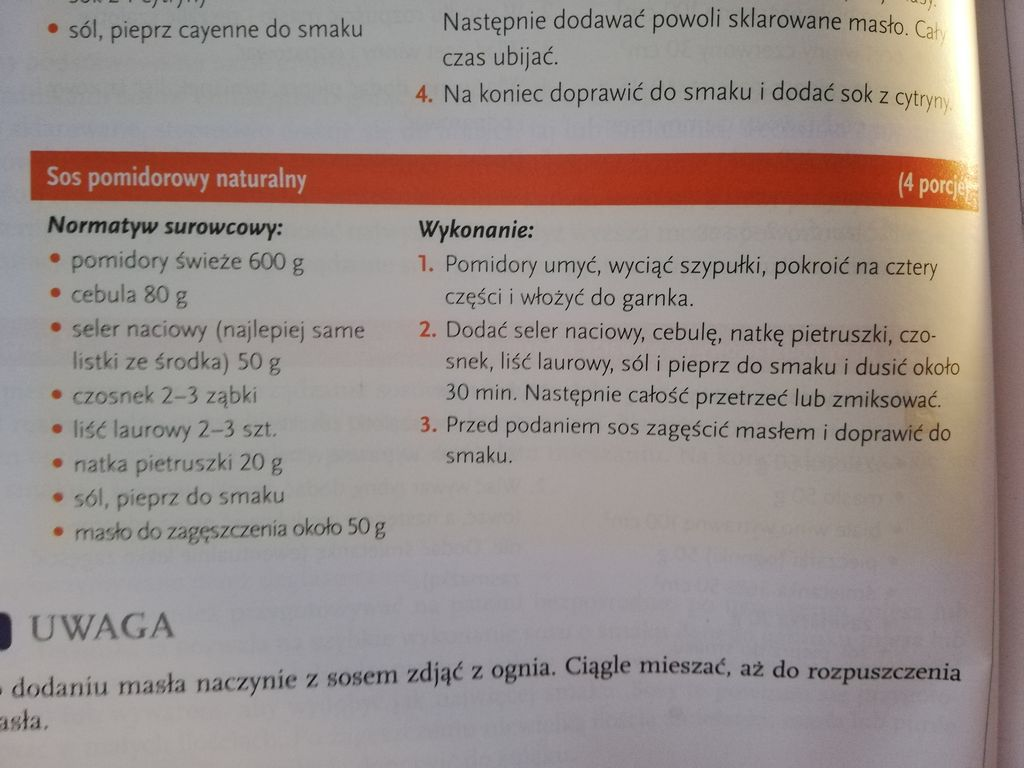 • sól, pieprz cayenne do smaku
Następnie dodawać powoli sklarowane masło. Cały
czas ubijać.
4. Na koniec doprawić do smaku i dodać sok z cytryny.
Sos pomidorowy naturalny (4 porcje)
Normatyw surowcowy:
• pomidory świeże 600 g
• cebula 80 g
• seler naciowy (najlepiej same
listki ze środka) 50 g
• czosnek 2–3 ząbki
• liść laurowy 2–3 szt.
• natka pietruszki 20 g
• sól, pieprz do smaku
• masło do zagęszczenia około 50 g
Wykonanie:
1. Pomidory umyć, wyciąć szypułki, pokroić na cztery
części i włożyć do garnka.
2. Dodać seler naciowy, cebulę, natkę pietruszki, czo-
snek, liść laurowy, sól i pieprz do smaku i dusić około
30 min. Następnie całość przetrzeć lub zmiksować.
3. Przed podaniem sos zagęścić masłem i doprawić do
smaku.
UWAGA
dodaniu masła naczynie z sosem zdjąć z ognia. Ciągle mieszać, aż do rozpuszczenia
asła.